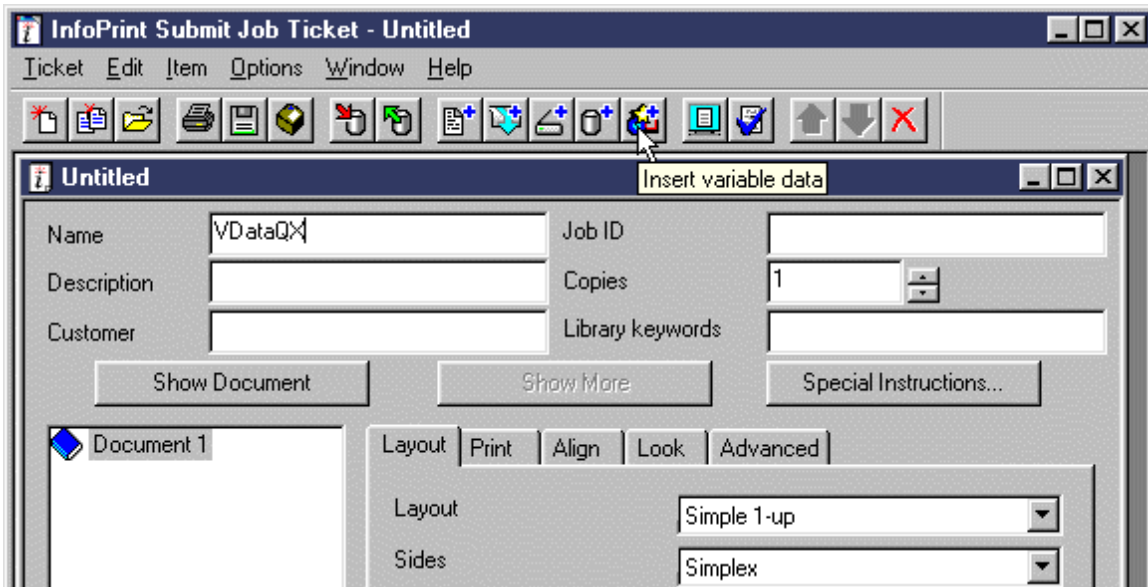 InfoPrint Submit Job Ticket - Untitled
Ticket Edit Item Options Window Help
Insert variable data
Untitled
Name VDataQX Job ID
Description Copies 1
Customer Library keywords
Show Document Show More Special Instructions...
Document 1 Layout Print Align Look Advanced
Layout Simple 1-up
Sides Simplex